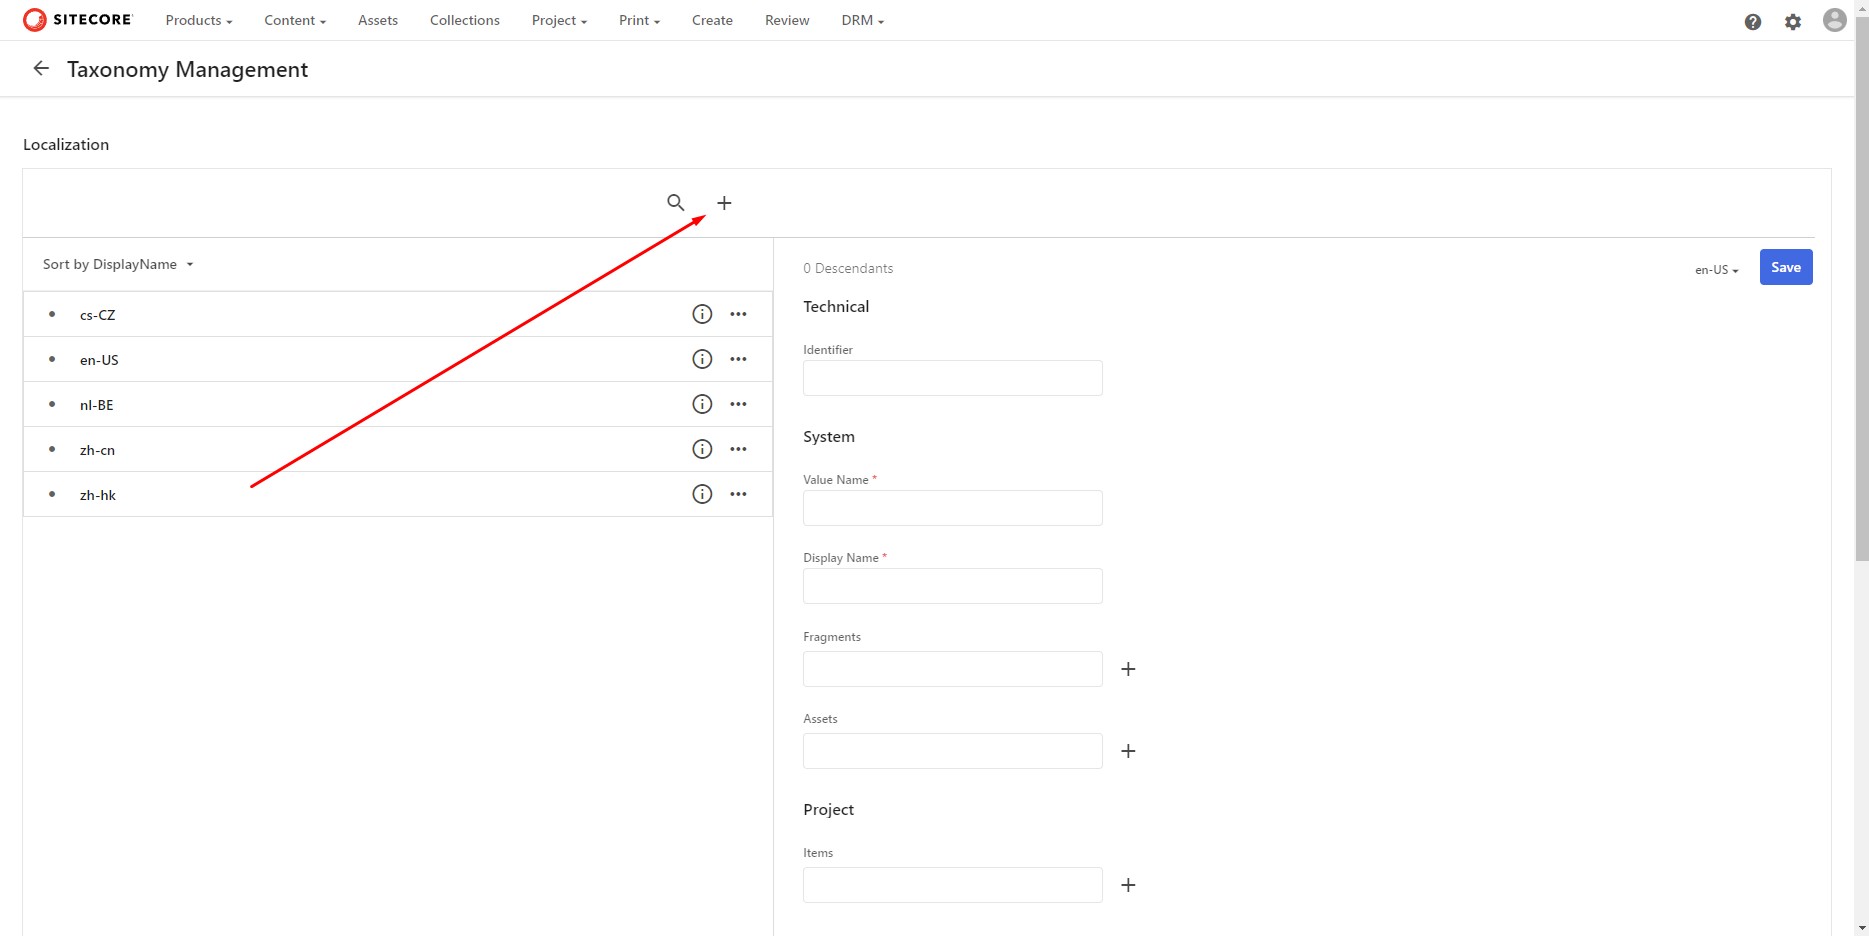 SITECORE Products Content Assets Collections Project Print Create Review DRM
Taxonomy Management
Localization
Sort by DisplayName
cs-CZ
en-US
nl-BE
zh-cn
zh-hk
0 Descendants en-US Save
Technical
Identifier
System
Value Name *
Display Name *
Fragments
Assets
Project
Items